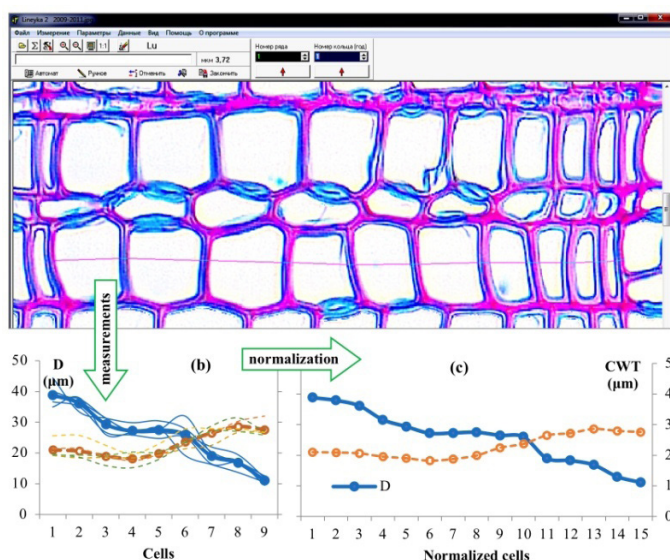 Lineyka 2 2009-2011
Файл Измерение Параметры Данные Вид Помощь О программе
1:1 Lu
Номер ряда Номер кольца (год)
1
мкм 3,72
Автомат Ручное Отменить Закончить
measurements
normalization
D
(μm)
(b)
(c)
CWT
(μm)
50
40
30
20
10
0
5
4
3
2
1
0
D
1 2 3 4 5 6 7 8 9
1 2 3 4 5 6 7 8 9 10 11 12 13 14 15
Cells
Normalized cells